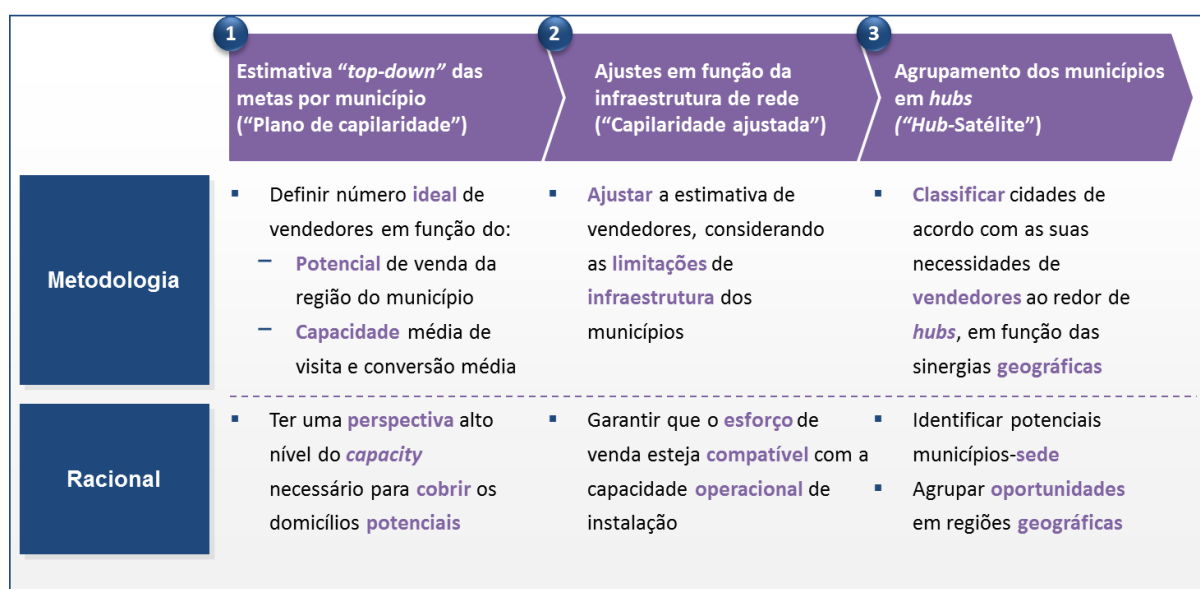 1
Estimativa “top-down” das
metas por município
(“Plano de capilaridade”)
2
Ajustes em função da
infraestrutura de rede
(“Capilaridade ajustada”)
3
Agrupamento dos municípios
em hubs
(“Hub-Satélite”)
Metodologia
▪ Definir número ideal de
vendedores em função do:
– Potencial de venda da
região do município
– Capacidade média de
visita e conversão média
▪ Ajustar a estimativa de
vendedores, considerando
as limitações de
infraestrutura dos
municípios
▪ Classificar cidades de
acordo com as suas
necessidades de
vendedores ao redor de
hubs, em função das
sinergias geográficas
Racional
▪ Ter uma perspectiva alto
nível do capacity
necessário para cobrir os
domicílios potenciais
▪ Garantir que o esforço de
venda esteja compatível com a
capacidade operacional de
instalação
▪ Identificar potenciais
municípios-sede
▪ Agrupar oportunidades
em regiões geográficas